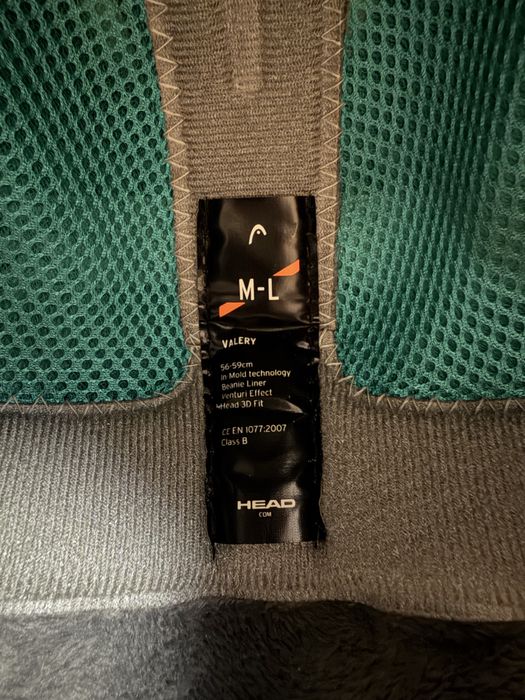 M-L
VALERY
56-59cm
In Mold technology
Beanie Liner
Venturi Effect
Head 3D Fit
CE EN 1077:2007
Class B
HEAD
COM